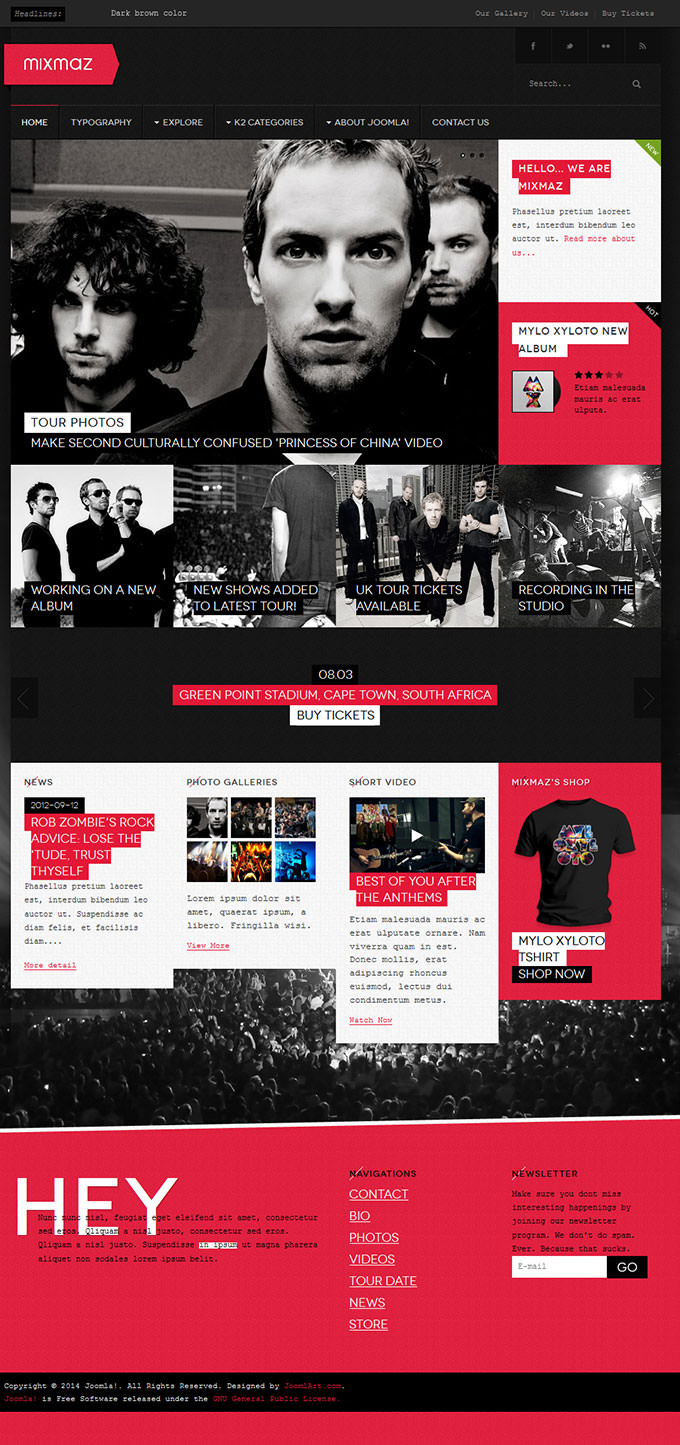 Headlines:
Dark brown color
Our Gallery
Our Videos
Buy Tickets
mixmaz
Search...
HOME
TYPOGRAPHY
EXPLORE
K2 CATEGORIES
ABOUT JOOMLA!
CONTACT US
NEW
HELLO... WE ARE
MIXMAZ
Phasellus pretium laoreet
est, interdum bibendum leo
auctor ut. Read more about
us...
HOT
MYLO XYLOTO NEW
ALBUM
Etiam malesuada
mauris ac erat
ulputa.
TOUR PHOTOS
MAKE SECOND CULTURALLY CONFUSED 'PRINCESS OF CHINA' VIDEO
WORKING ON A NEW
ALBUM
NEW SHOWS ADDED
TO LATEST TOUR!
UK TOUR TICKETS
AVAILABLE
RECORDING IN THE
STUDIO
08.03
GREEN POINT STADIUM, CAPE TOWN, SOUTH AFRICA
BUY TICKETS
NEWS
2012-09-12
ROB ZOMBIE'S ROCK
ADVICE: LOSE THE
'TUDE, TRUST
THYSELF
Phasellus pretium laoreet
est, interdum bibendum leo
auctor ut. Suspendisse ac
diam felis, et facilisis
diam....
More detail
PHOTO GALLERIES
Lorem ipsum dolor sit
amet, quaerat ipsum, a
libero. Fringilla wisi.
View More
SHORT VIDEO
BEST OF YOU AFTER
THE ANTHEMS
Etiam malesuada mauris ac
erat ulputate ornare. Nam
viverra quam in est.
Donec mollis, erat
adipiscing rhoncus
euismod, lectus dui
condimentum metus.
Watch Now
MIXMAZ'S SHOP
MYLO XYLOTO
TSHIRT
SHOP NOW
HEY
Nunc nunc nisl, feugiat eget eleifend sit amet, consectetur
sed eros. Qliquam a nisl justo, consectetur sed eros.
Qliquam a nisl justo. Suspendisse in ipsum ut magna pharera
aliquet non sodales lorem ipsum belit.
NAVIGATIONS
CONTACT
BIO
PHOTOS
VIDEOS
TOUR DATE
NEWS
STORE
NEWSLETTER
Make sure you dont miss
interesting happenings by
joining our newsletter
program. We don't do spam.
Ever. Because that sucks.
E-mail
GO
Copyright © 2014 Joomla!. All Rights Reserved. Designed by JoomlArt.com.
Joomla! is Free Software released under the GNU General Public License.